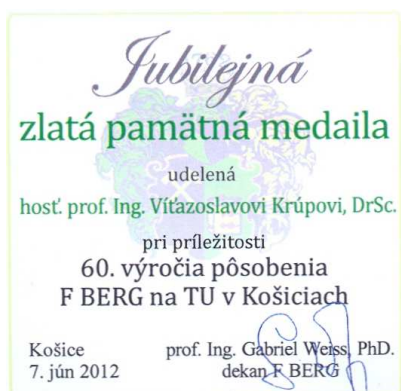 Jubilejná
zlatá pamätná medaila
udelená
hosť. prof. Ing. Víťazoslavovi Krúpovi, DrSc.
pri príležitosti
60. výročia pôsobenia
F BERG na TU v Košiciach
Košice prof. Ing. Gabriel Weiss, PhD.
7. jún 2012 dekan F BERG